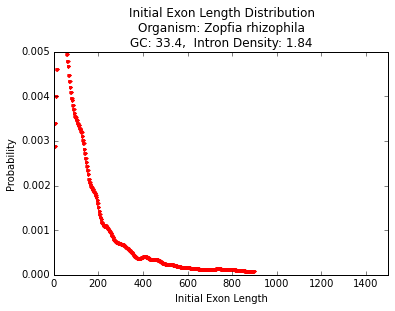 Initial Exon Length Distribution
Organism: Zopfia rhizophila
GC: 33.4, Intron Density: 1.84
0.005
0.004
0.003
0.002
0.001
0.000
Probability
0 200 400 600 800 1000 1200 1400
Initial Exon Length